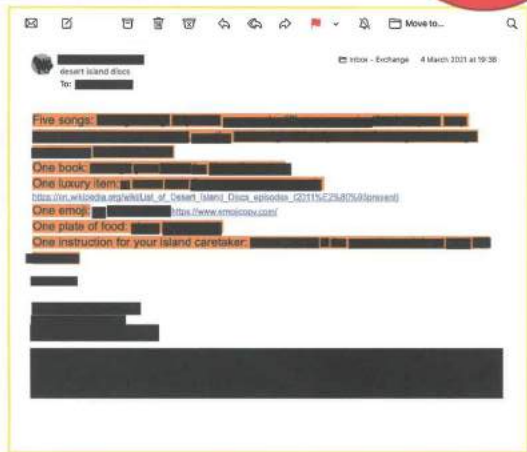 Move to...
Inbox - Exchange 4 March 2021 at 19:38
desert island discs
To:
Five songs:
One book:
One luxury item:
https://en.wikipedia.org/wiki/List_of_Desert_Island_Discs_episodes_(2011%E2%80%93present)
One emoji: https://www.emojicopy.com/
One plate of food:
One instruction for your island caretaker: